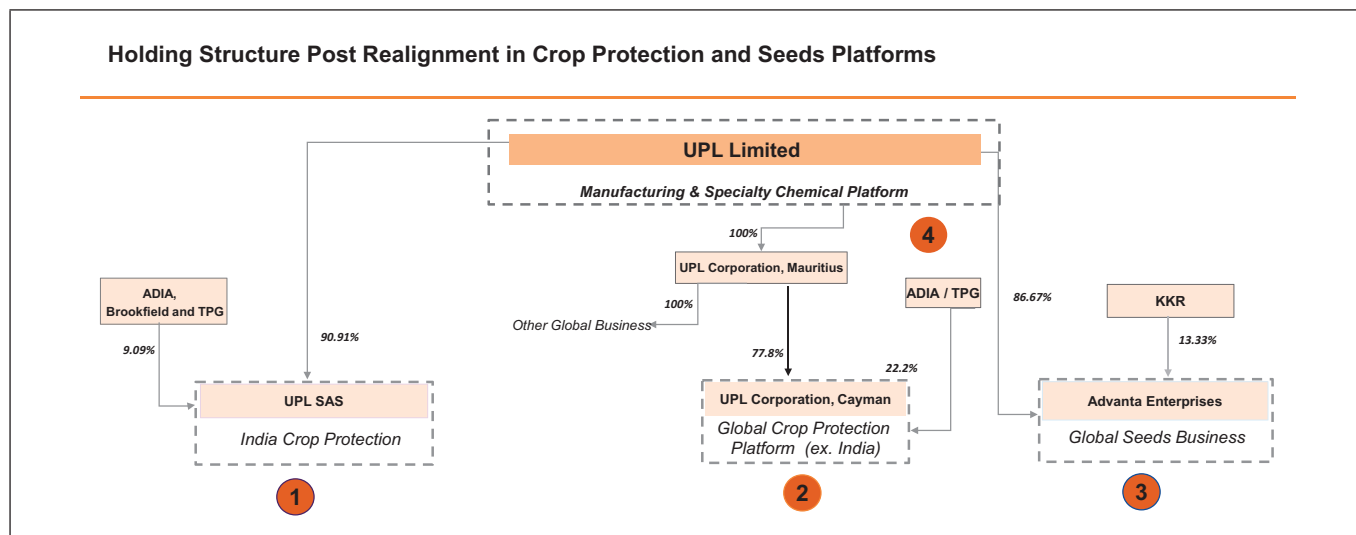 Holding Structure Post Realignment in Crop Protection and Seeds Platforms
UPL Limited
Manufacturing & Specialty Chemical Platform
4
100%
UPL Corporation, Mauritius
ADIA,
Brookfield and TPG
ADIA / TPG
86.67%
KKR
100%
Other Global Business
9.09%
90.91%
77.8%
22.2%
13.33%
UPL SAS
India Crop Protection
UPL Corporation, Cayman
Global Crop Protection
Platform (ex. India)
Advanta Enterprises
Global Seeds Business
1
2
3